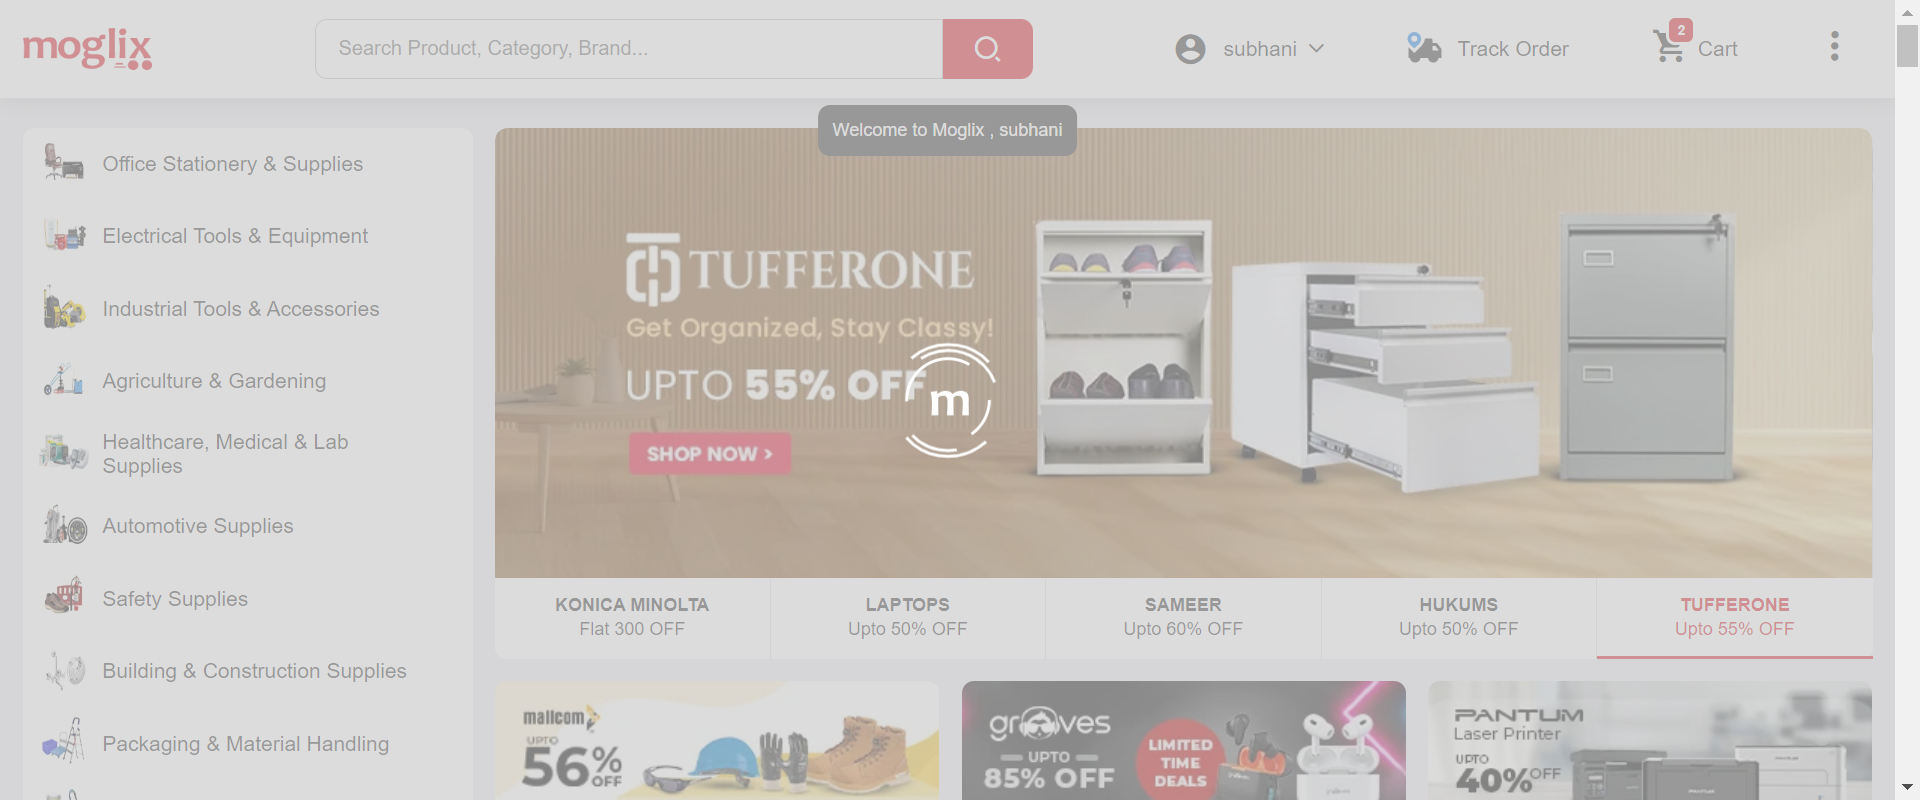 moglix
Search Product, Category, Brand...
subhani
Track Order
2
Cart
Welcome to Moglix , subhani
Office Stationery & Supplies
Electrical Tools & Equipment
Industrial Tools & Accessories
Agriculture & Gardening
Healthcare, Medical & Lab
Supplies
Automotive Supplies
Safety Supplies
Building & Construction Supplies
Packaging & Material Handling
TUFFERONE
Get Organized, Stay Classy!
UPTO 55% OFF
m
SHOP NOW >
KONICA MINOLTA
Flat 300 OFF
LAPTOPS
Upto 50% OFF
SAMEER
Upto 60% OFF
HUKUMS
Upto 50% OFF
TUFFERONE
Upto 55% OFF
mallcom
UPTO
56% OFF
grooves
UPTO
85% OFF
LIMITED
TIME
DEALS
PANTUM
Laser Printer
UPTO
40% OFF